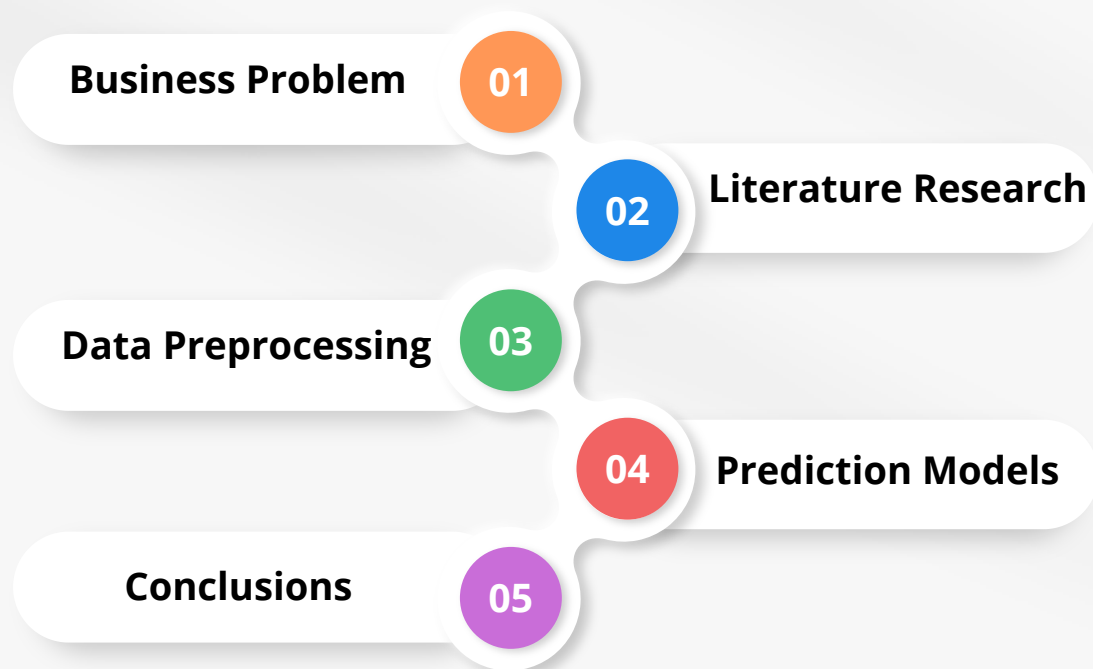 Business Problem
01
02
Literature Research
Data Preprocessing
03
04
Prediction Models
Conclusions
05